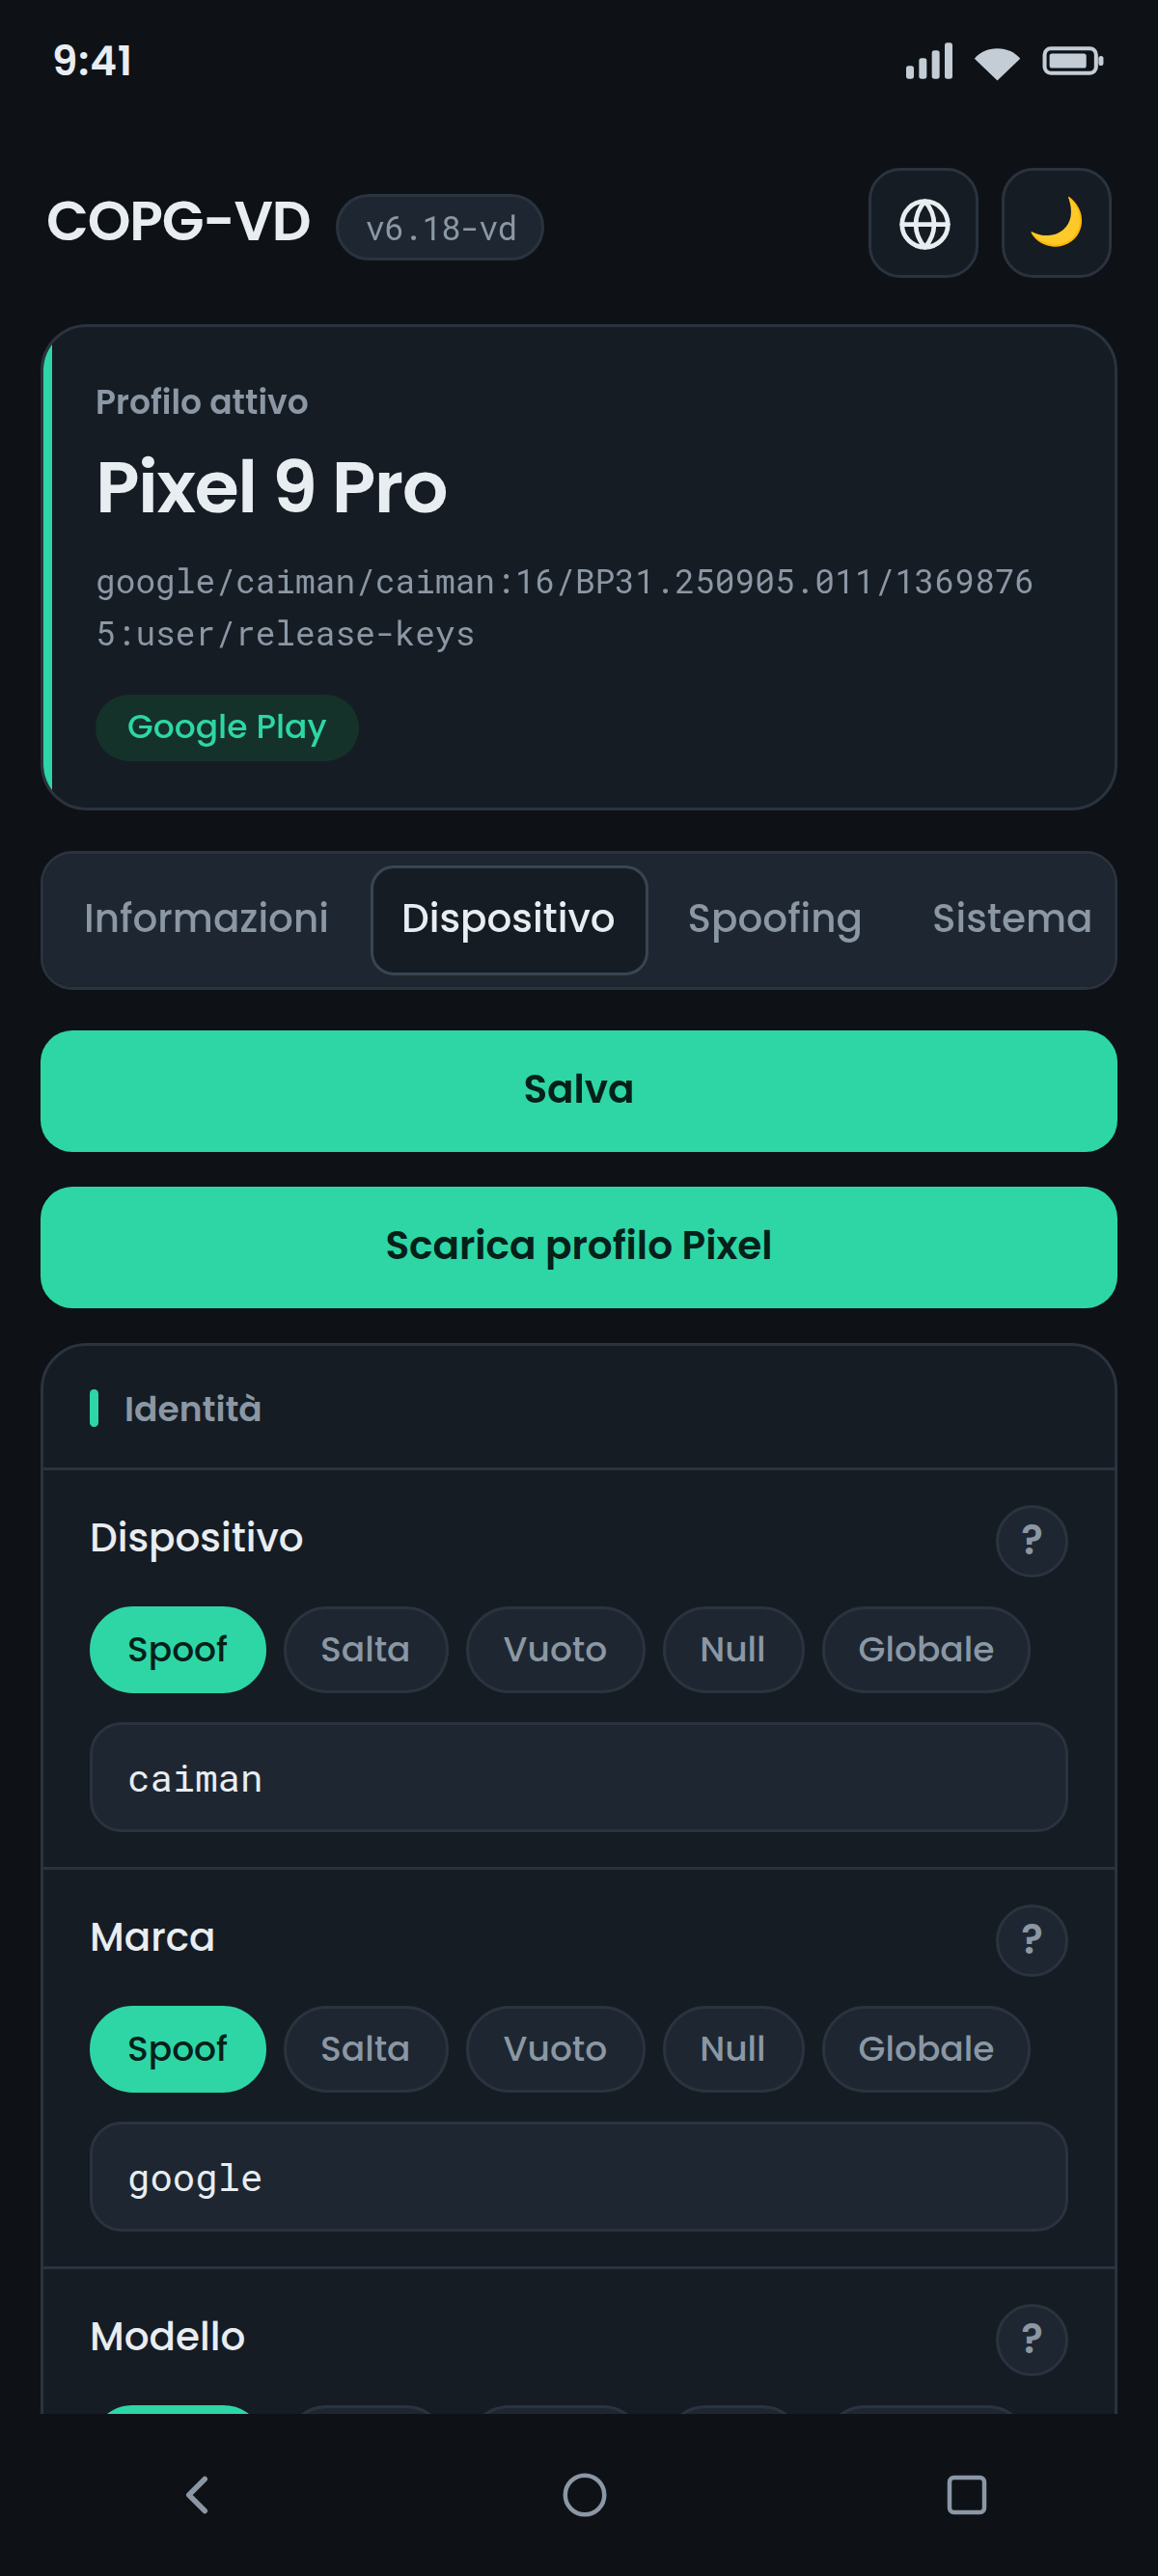 9:41
COPG-VD v6.18-vd
Profilo attivo
Pixel 9 Pro
google/caiman/caiman:16/BP31.250905.011/1369876
5:user/release-keys
Google Play
Informazioni Dispositivo Spoofing Sistema
Salva
Scarica profilo Pixel
Identità
Dispositivo ?
Spoof Salta Vuoto Null Globale
caiman
Marca ?
Spoof Salta Vuoto Null Globale
google
Modello ?